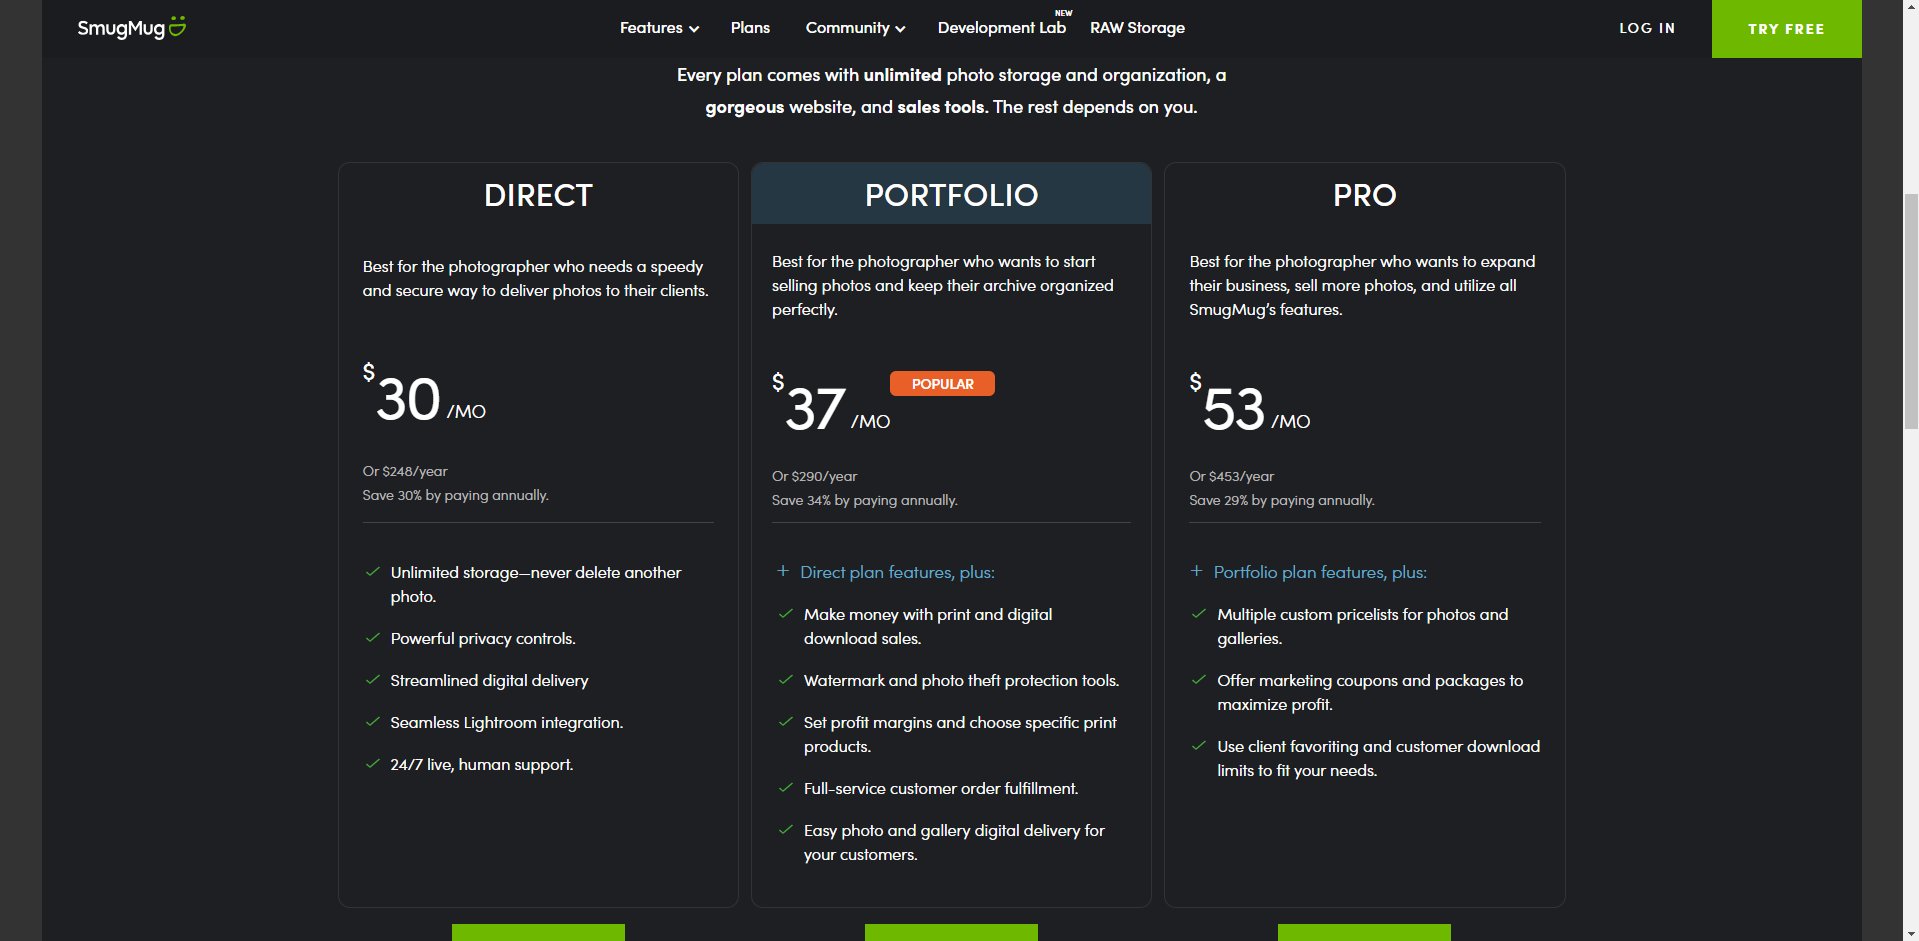 SmugMug
Features
Plans
Community
Development Lab
NEW
RAW Storage
LOG IN
TRY FREE
Every plan comes with unlimited photo storage and organization, a
gorgeous website, and sales tools. The rest depends on you.
DIRECT
Best for the photographer who needs a speedy
and secure way to deliver photos to their clients.
$30 /MO
Or $248/year
Save 30% by paying annually.
Unlimited storage—never delete another
photo.
Powerful privacy controls.
Streamlined digital delivery
Seamless Lightroom integration.
24/7 live, human support.
PORTFOLIO
Best for the photographer who wants to start
selling photos and keep their archive organized
perfectly.
$37 /MO
POPULAR
Or $290/year
Save 34% by paying annually.
+ Direct plan features, plus:
Make money with print and digital
download sales.
Watermark and photo theft protection tools.
Set profit margins and choose specific print
products.
Full-service customer order fulfillment.
Easy photo and gallery digital delivery for
your customers.
PRO
Best for the photographer who wants to expand
their business, sell more photos, and utilize all
SmugMug’s features.
$53 /MO
Or $453/year
Save 29% by paying annually.
+ Portfolio plan features, plus:
Multiple custom pricelists for photos and
galleries.
Offer marketing coupons and packages to
maximize profit.
Use client favoriting and customer download
limits to fit your needs.